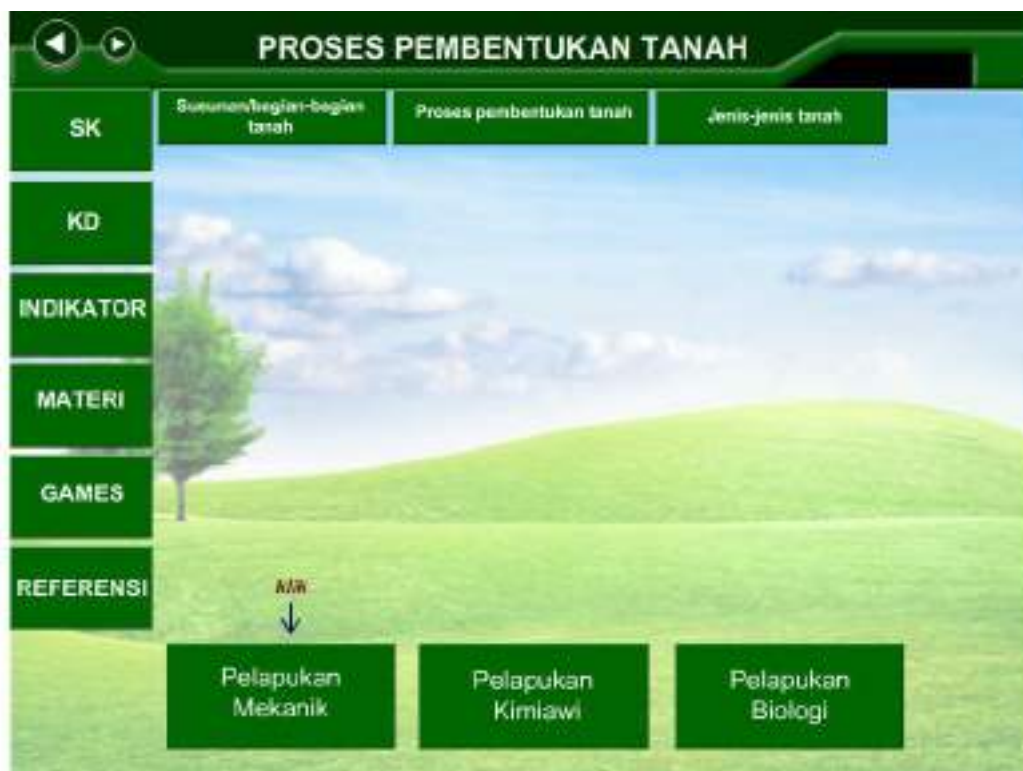 PROSES PEMBENTUKAN TANAH
SK
KD
INDIKATOR
MATERI
GAMES
REFERENSI
Susunan/bagian-bagian
tanah
Proses pembentukan tanah
Jenis-jenis tanah
klik
Pelapukan
Mekanik
Pelapukan
Kimiawi
Pelapukan
Biologi